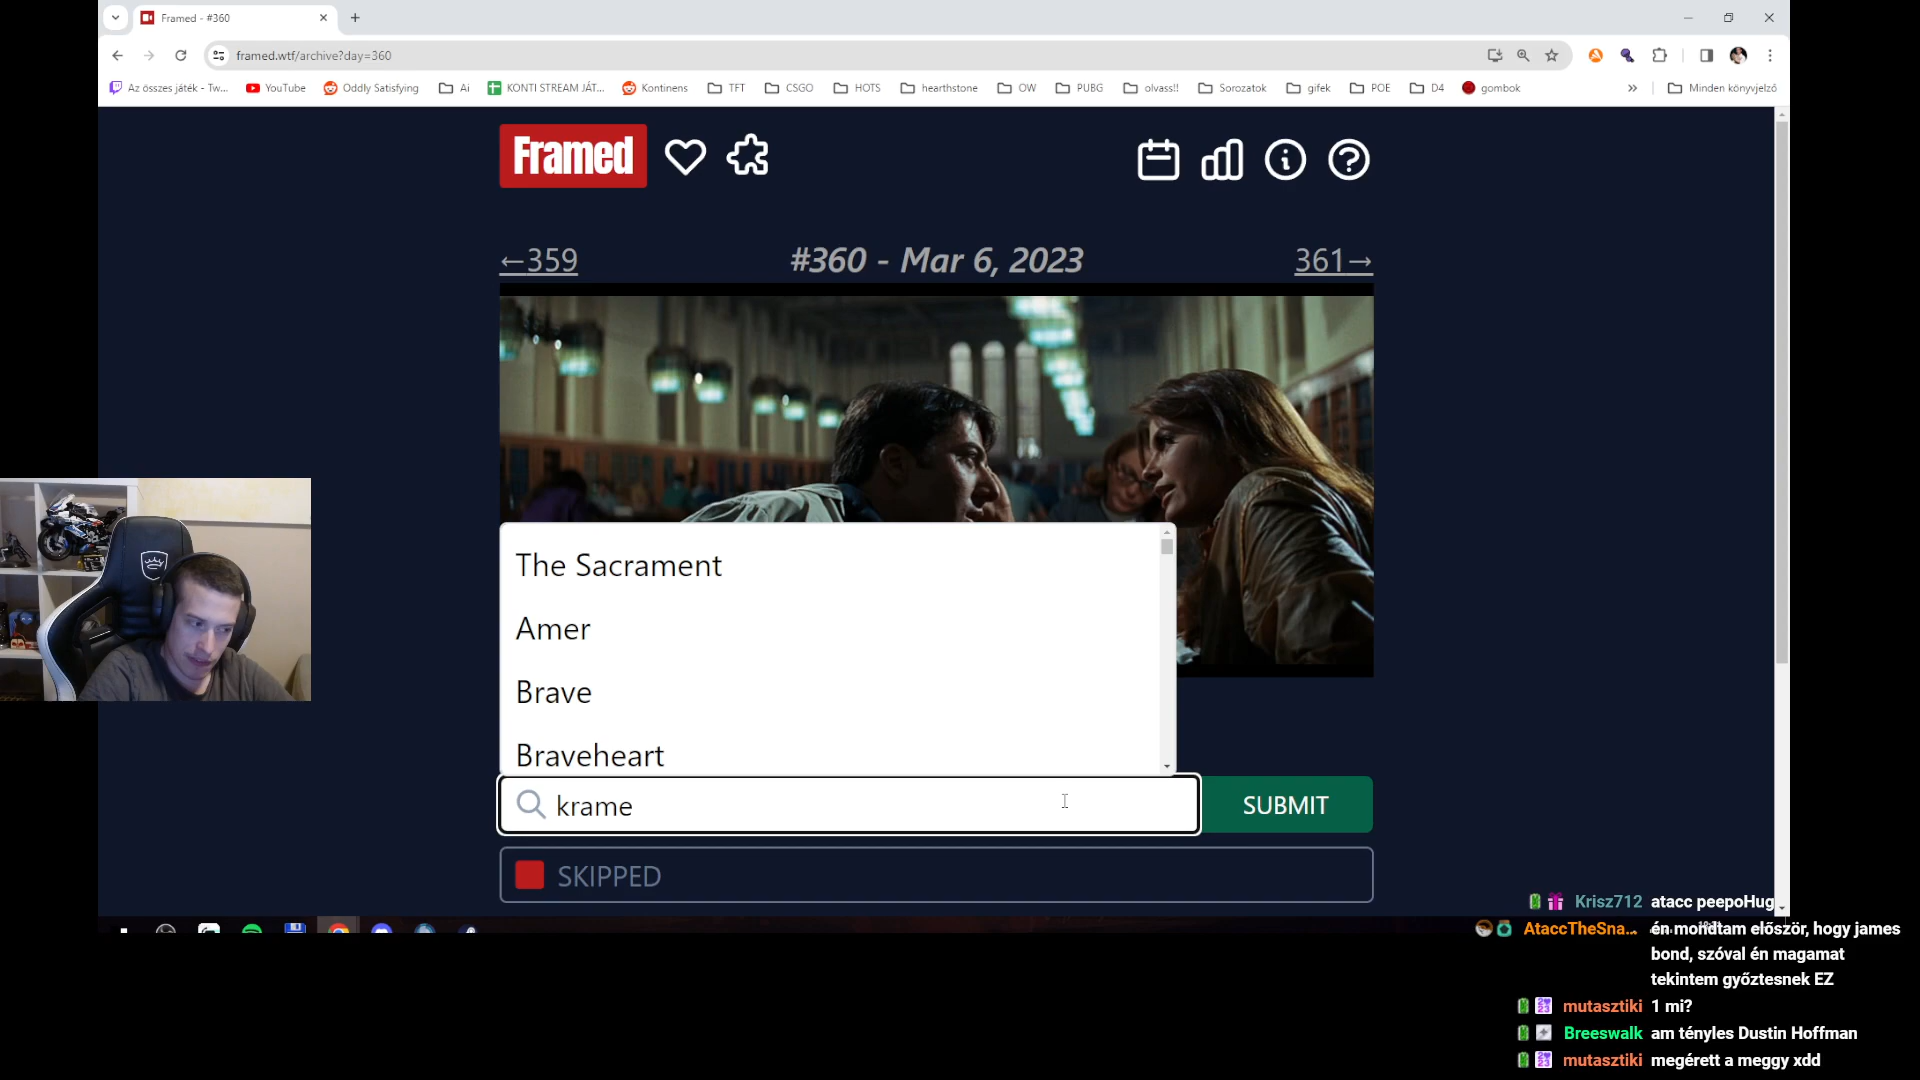 Framed - #360
framed.wtf/archive?day=360
Az összes játék - Tw...
YouTube
Oddly Satisfying
Ai
KONTI STREAM JÁT...
Kontinens
TFT
CSGO
HOTS
hearthstone
OW
PUBG
olvass!!
Sorozatok
gifek
POE
D4
gombok
»
Minden könyvjelző
Framed
←359
#360 - Mar 6, 2023
361→
The Sacrament
Amer
Brave
Braveheart
krame
SUBMIT
SKIPPED
Krisz712 atacc peepoHug
AtaccTheSna... én mondtam először, hogy james
bond, szóval én magamat
tekintem győztesnek EZ
mutasztiki 1 mi?
Breeswalk am tényles Dustin Hoffman
mutasztiki megérett a meggy xdd